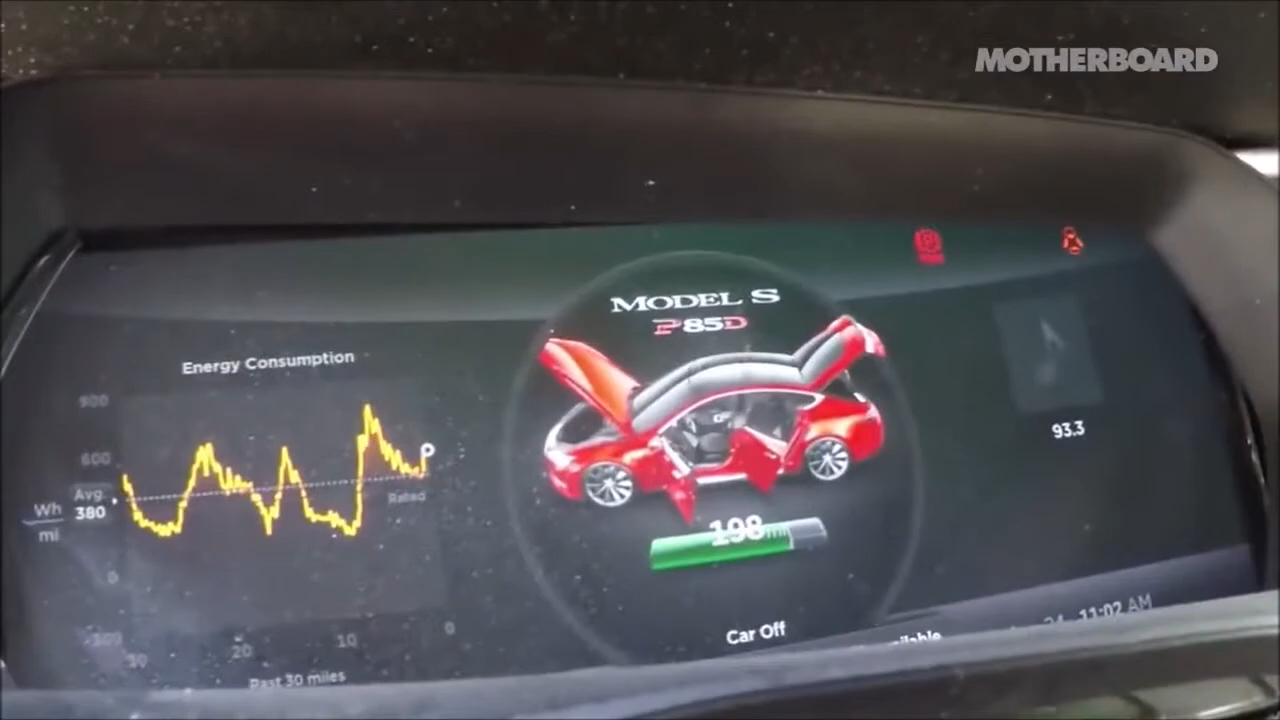 MOTHERBOARD
MODEL S
P85D
Energy Consumption
900
600
Avg
380
Wh
mi
Rated
0
30
20
10
0
Past 30 miles
198 mi
Car Off
93.3
11:02 AM